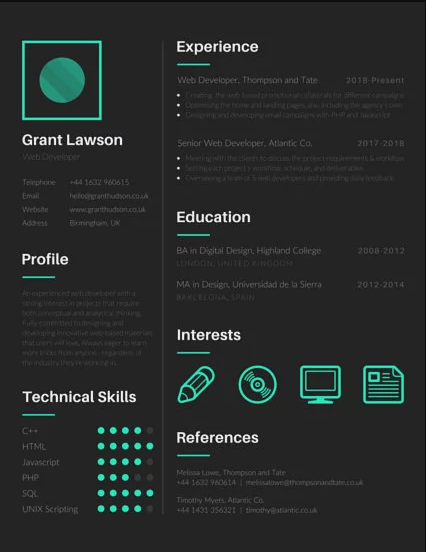 Grant Lawson
Web Developer
Telephone +44 1632 960615
Email hello@granthudson.co.uk
Website www.granthudson.co.uk
Address Birmingham, UK
Profile
An experienced web developer with a
strong interest in projects that require
both conceptual and analytical thinking.
Fully-committed to designing and
developing innovative web-based materials
that users will love. Always eager to learn
more tricks from anyone - regardless of
the industry they're working in.
Technical Skills
C++
HTML
Javascript
PHP
SQL
UNIX Scripting
Experience
Web Developer, Thompson and Tate 2018-Present
Creating the web promotional materials for different campaigns
Optimising the home and landing pages, also including the agency's own
Designing and developing email campaigns with PHP and Javascript
Senior Web Developer, Atlantic Co. 2017-2018
Meeting with the clients to discuss the project requirements & workflow
Setting each project's workflow, schedule, and deliverables
Overseeing a team of 5 web developers and providing daily feedback
Education
BA in Digital Design, Highland College 2008-2012
LONDON, UNITED KINGDOM
MA in Design, Universidad de la Sierra 2012-2014
BARCELONA, SPAIN
Interests
References
Melissa Lowe, Thompson and Tate
+44 1632 960614 | melissalowe@thompsonandtate.co.uk
Timothy Myers, Atlantic Co.
+44 1431 356321 | timothy@atlantic.co.uk